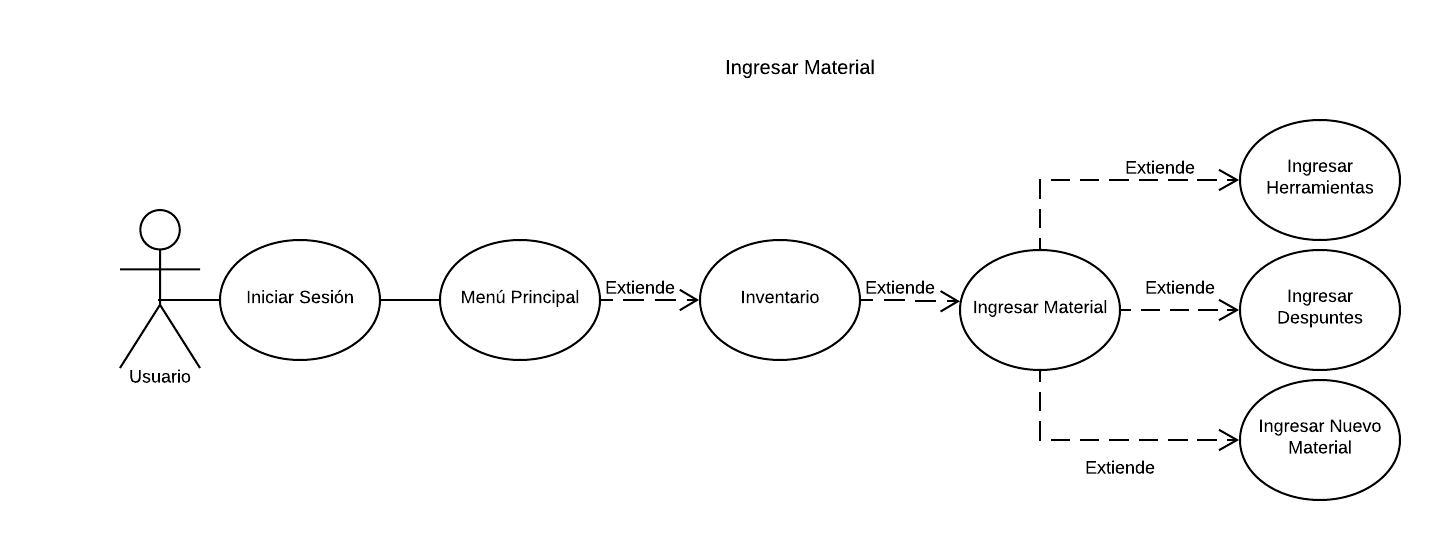 Ingresar Material
Usuario
Iniciar Sesión
Menú Principal
Extiende
Inventario
Extiende
Ingresar Material
Extiende
Ingresar
Herramientas
Extiende
Ingresar
Despuntes
Extiende
Ingresar Nuevo
Material